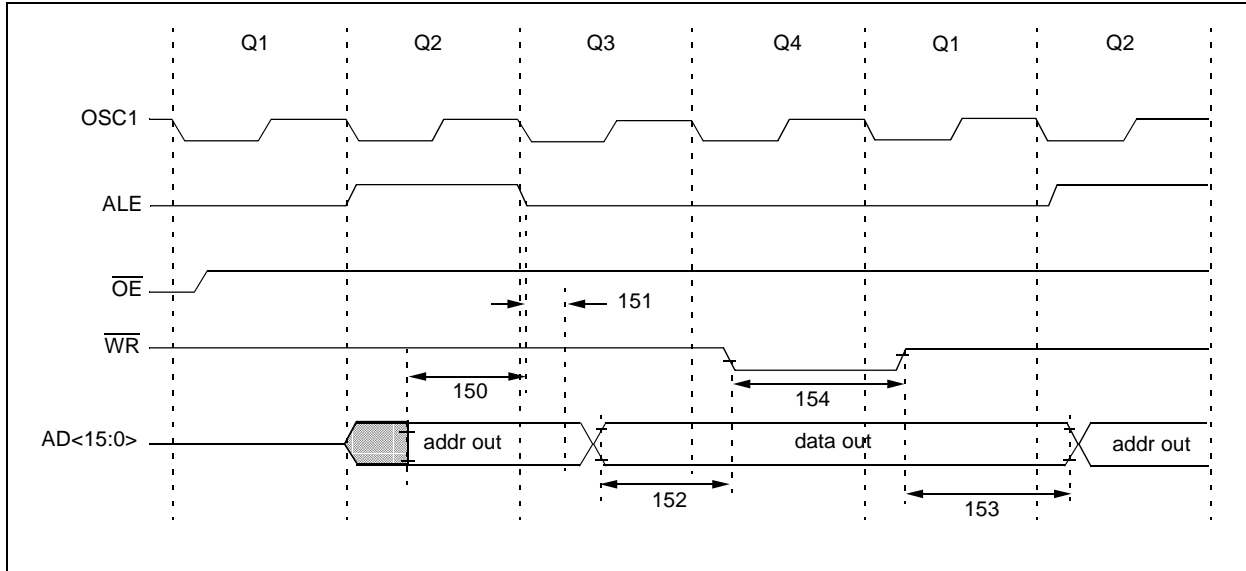 Q1 Q2 Q3 Q4 Q1 Q2
OSC1
ALE
OE
151
WR
150
154
AD<15:0>
addr out
data out
addr out
152
153